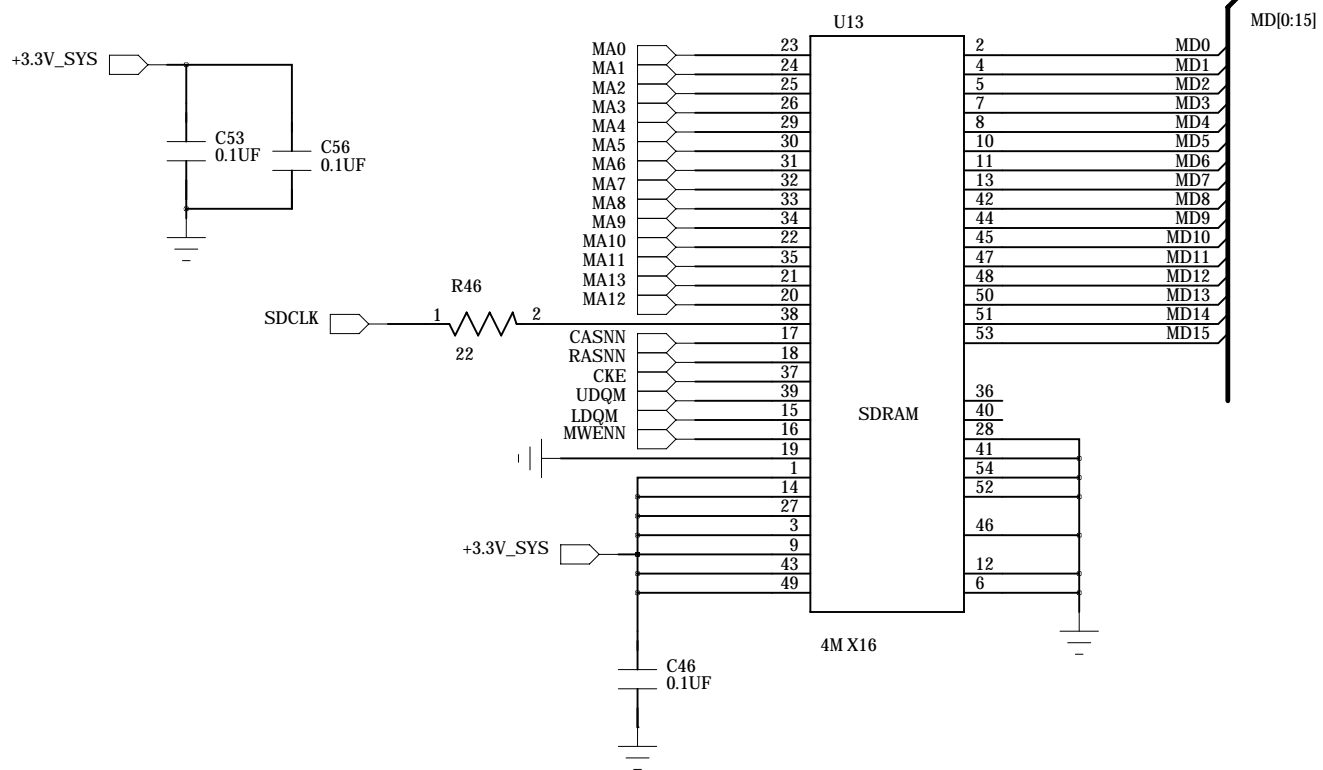 U13
MD[0:15]
+3.3V_SYS
C53
0.1UF
C56
0.1UF
MA0 23 2 MD0
MA1 24 4 MD1
MA2 25 5 MD2
MA3 26 7 MD3
MA4 29 8 MD4
MA5 30 10 MD5
MA6 31 11 MD6
MA7 32 13 MD7
MA8 33 42 MD8
MA9 34 44 MD9
MA10 22 45 MD10
MA11 35 47 MD11
MA13 21 48 MD12
MA12 20 50 MD13
R46
SDCLK 1 2 38 51 MD14
22
CASNN 17 53 MD15
RASNN 18
CKE 37
UDQM 39 36
LDQM 15 SDRAM 40
MWENN 16 28
19 41
1 54
14 52
27
3 46
+3.3V_SYS 9
43 12
49 6
4M X16
C46
0.1UF